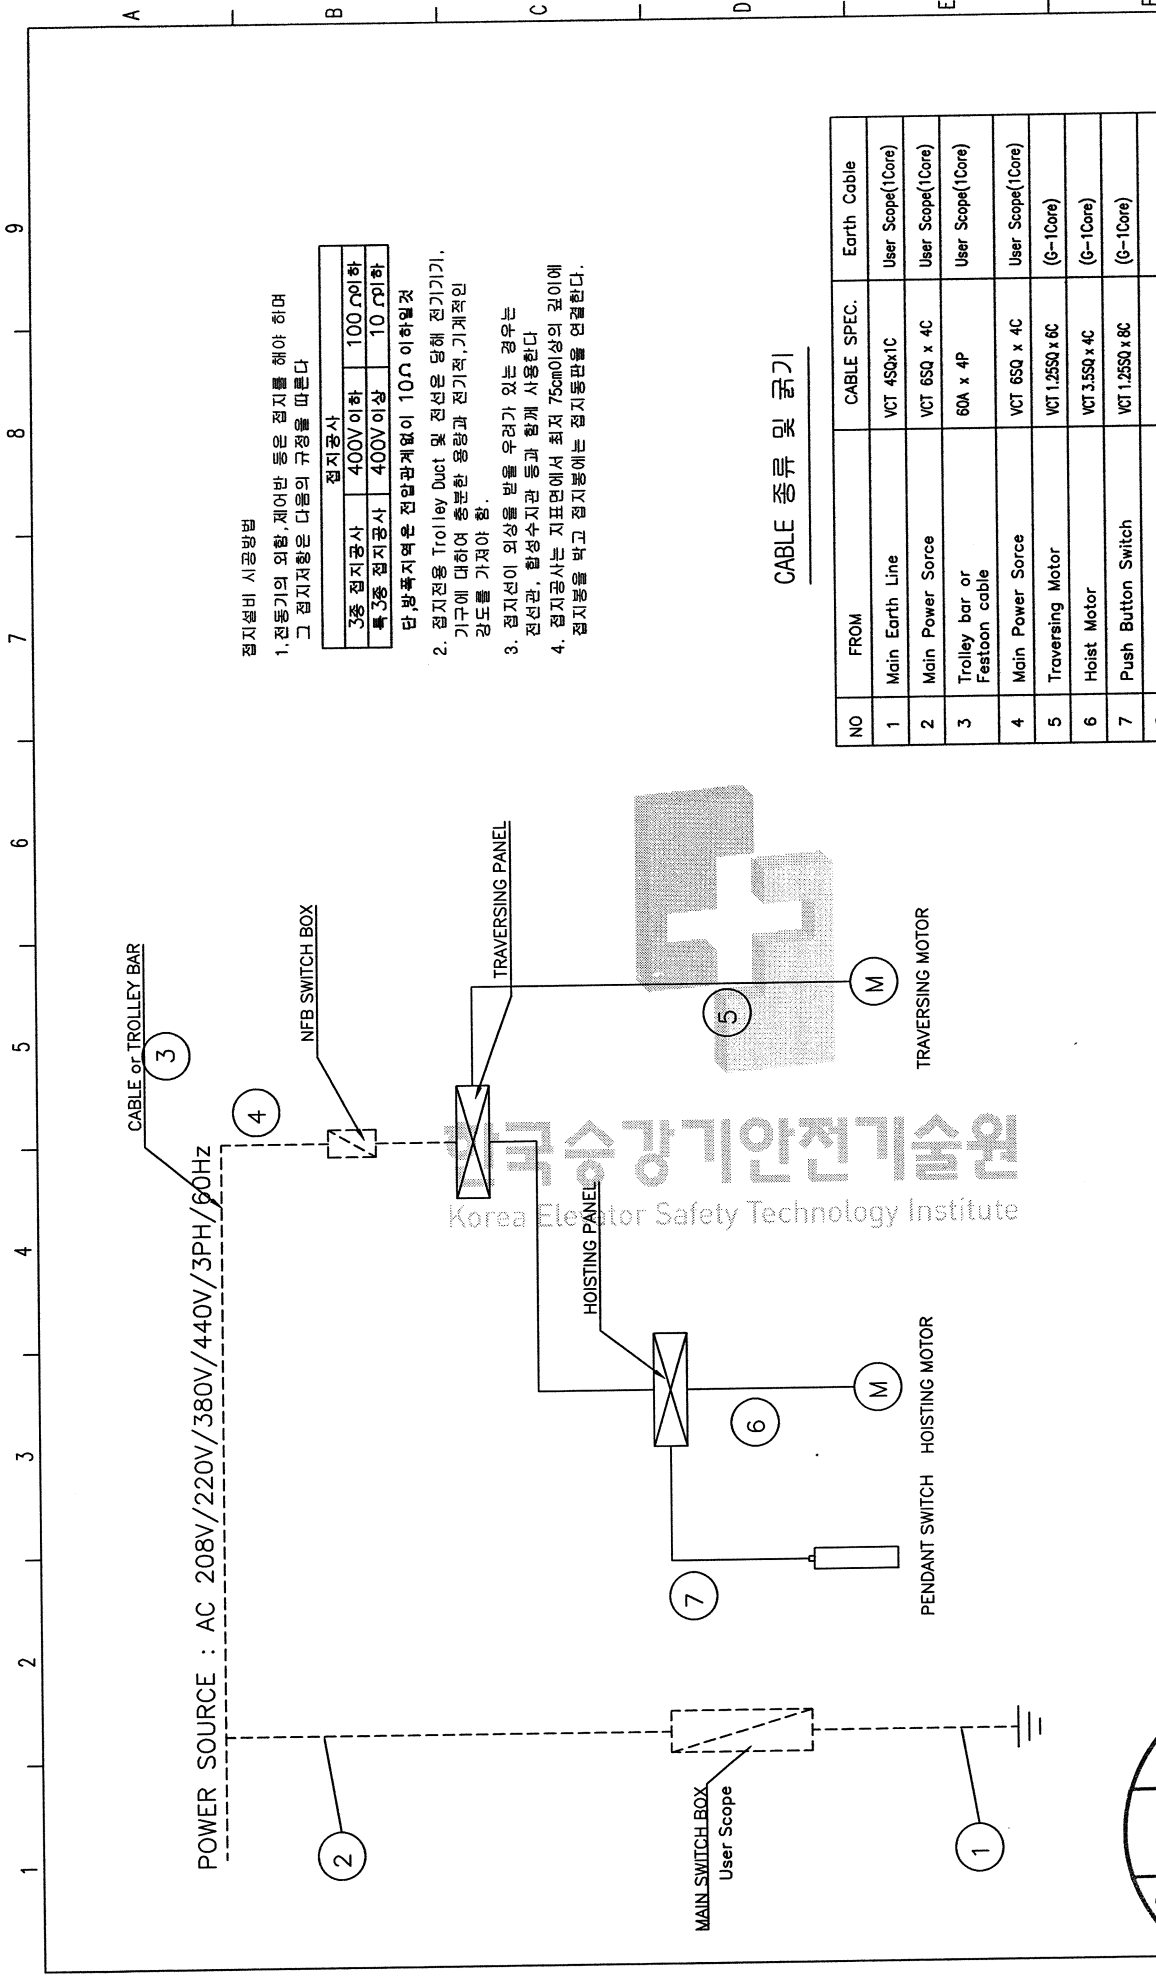 1 2 3 4 5 6 7 8 9
A
B
C
D
E
POWER SOURCE : AC 208V/220V/380V/440V/3PH/60Hz
CABLE or TROLLEY BAR
3
4
NFB SWITCH BOX
TRAVERSING PANEL
5
M
TRAVERSING MOTOR
HOISTING PANEL
6
M
HOISTING MOTOR
7
PENDANT SWITCH
2
MAIN SWITCH BOX
User Scope
1
한국승강기안전기술원
Korea Elevator Safety Technology Institute
접지설비 시공방법
1.전동기의 외함,제어반 등은 접지를 해야 하며
그 접지저항은 다음의 규정을 따른다
접지공사
3종 접지공사 400V 이하 100 Ω이하
특 3종 접지공사 400V 이상 10 Ω이하
단,방폭지역은 전압관계없이 10Ω 이하일것
2. 접지전용 Trolley Duct 및 전선은 당해 전기기기,
기구에 대하여 충분한 용량과 전기적,기계적인
강도를 가져야 함.
3. 접지선이 외상을 받을 우려가 있는 경우는
전선관, 합성수지관 등과 함께 사용한다
4. 접지공사는 지표면에서 최저 75cm이상의 깊이에
접지봉을 박고 접지봉에는 접지동판을 연결한다.
CABLE 종류 및 굵기
NO FROM CABLE SPEC. Earth Cable
1 Main Earth Line VCT 4SQx1C User Scope(1Core)
2 Main Power Sorce VCT 6SQ x 4C User Scope(1Core)
3 Trolley bar or Festoon cable 60A x 4P User Scope(1Core)
4 Main Power Sorce VCT 6SQ x 4C User Scope(1Core)
5 Traversing Motor VCT 1.25SQ x 6C (G-1Core)
6 Hoist Motor VCT 3.5SQ x 4C (G-1Core)
7 Push Button Switch VCT 1.25SQ x 8C (G-1Core)